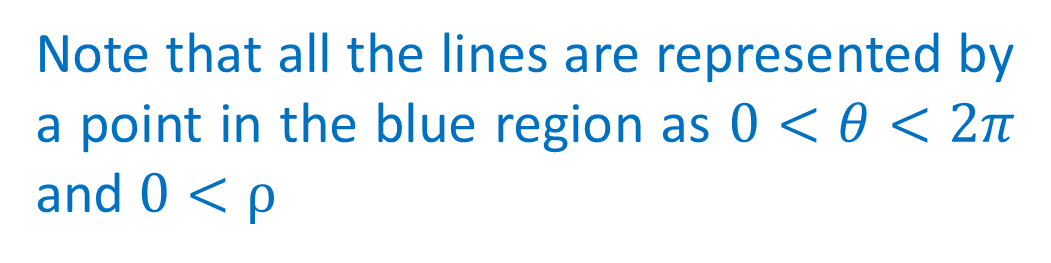 Note that all the lines are represented by
a point in the blue region as 0 < θ < 2π
and 0 < ρ